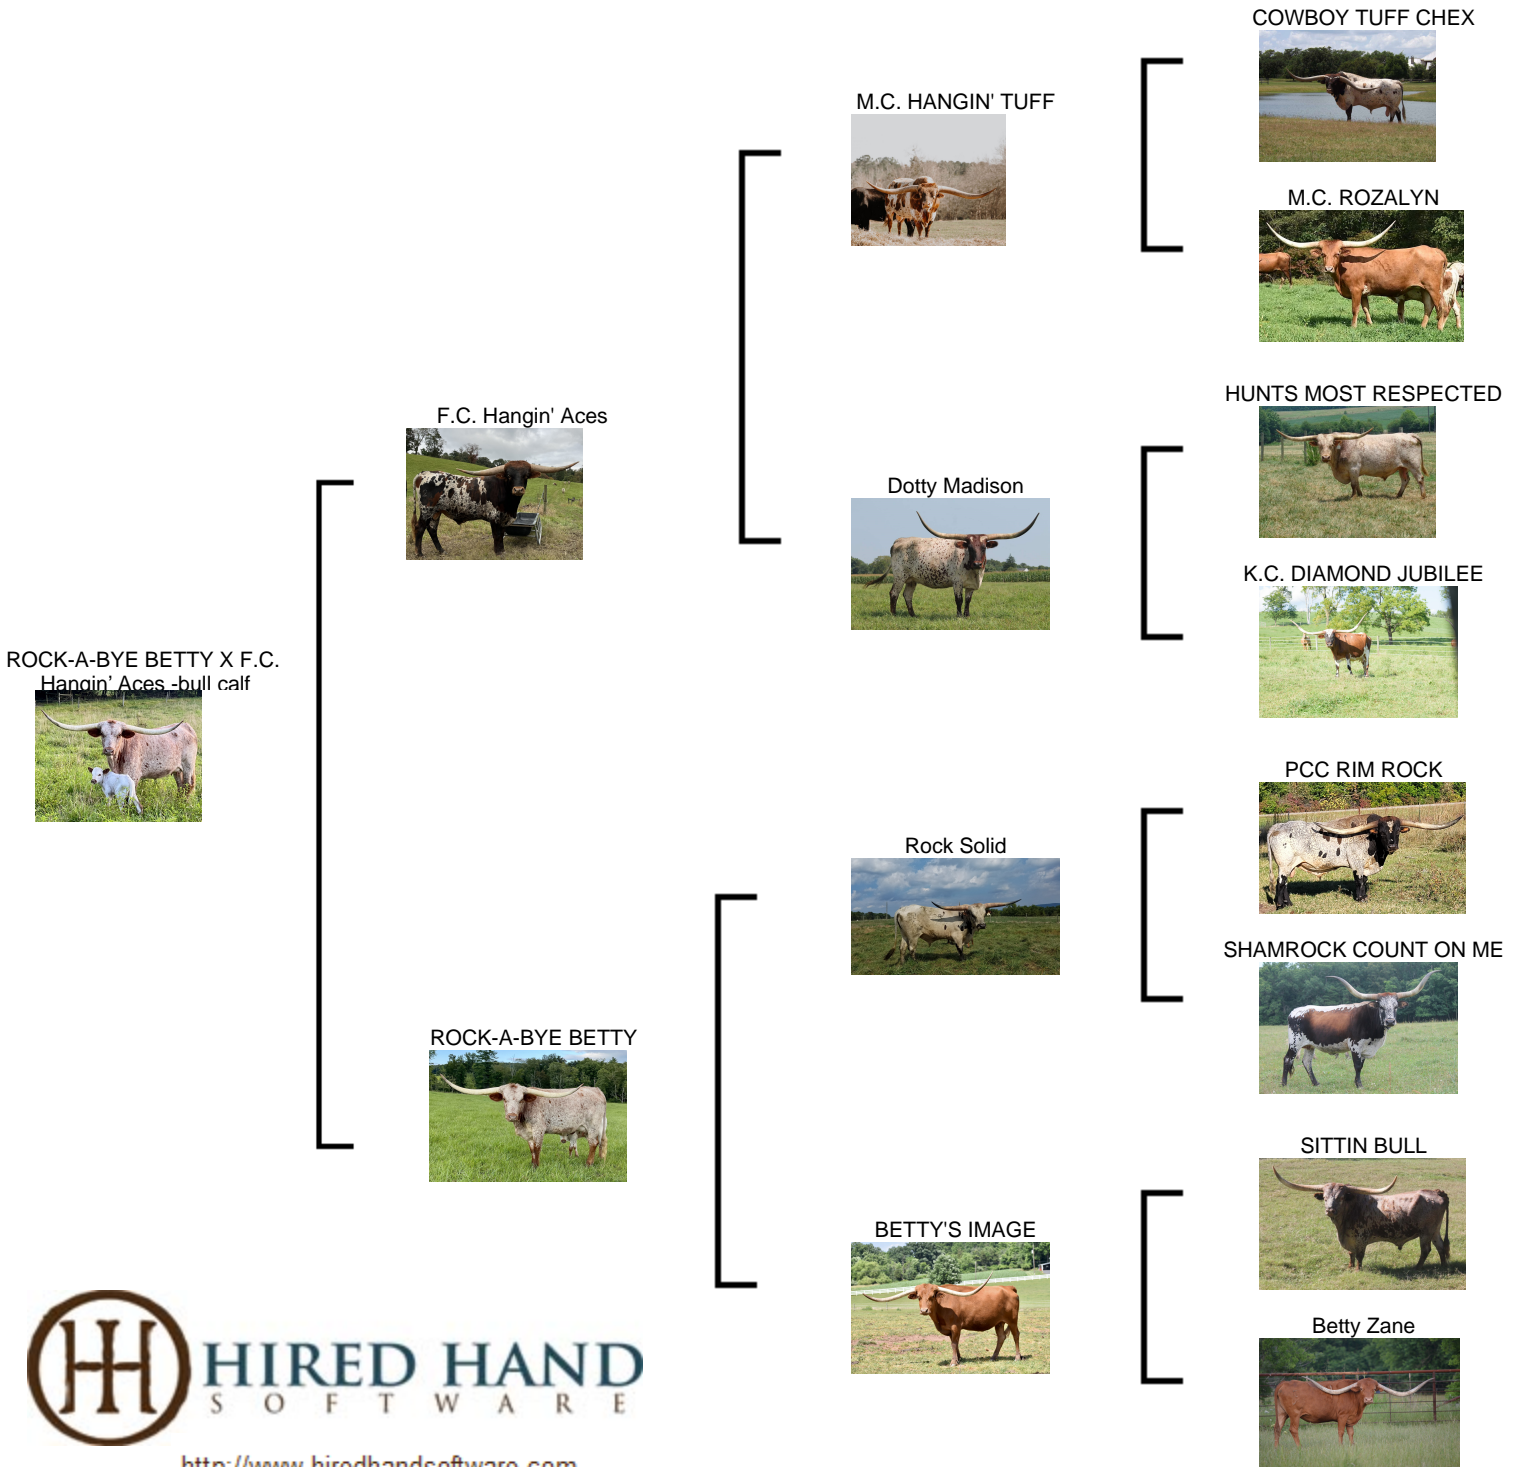 COWBOY TUFF CHEX
M.C. HANGIN' TUFF
M.C. ROZALYN
HUNTS MOST RESPECTED
F.C. Hangin' Aces
Dotty Madison
K.C. DIAMOND JUBILEE
ROCK-A-BYE BETTY X F.C.
Hangin' Aces -bull calf
PCC RIM ROCK
Rock Solid
SHAMROCK COUNT ON ME
ROCK-A-BYE BETTY
SITTIN BULL
BETTY'S IMAGE
Betty Zane
HIRED HAND
SOFTWARE
http://www.hiredhandsoftware.com